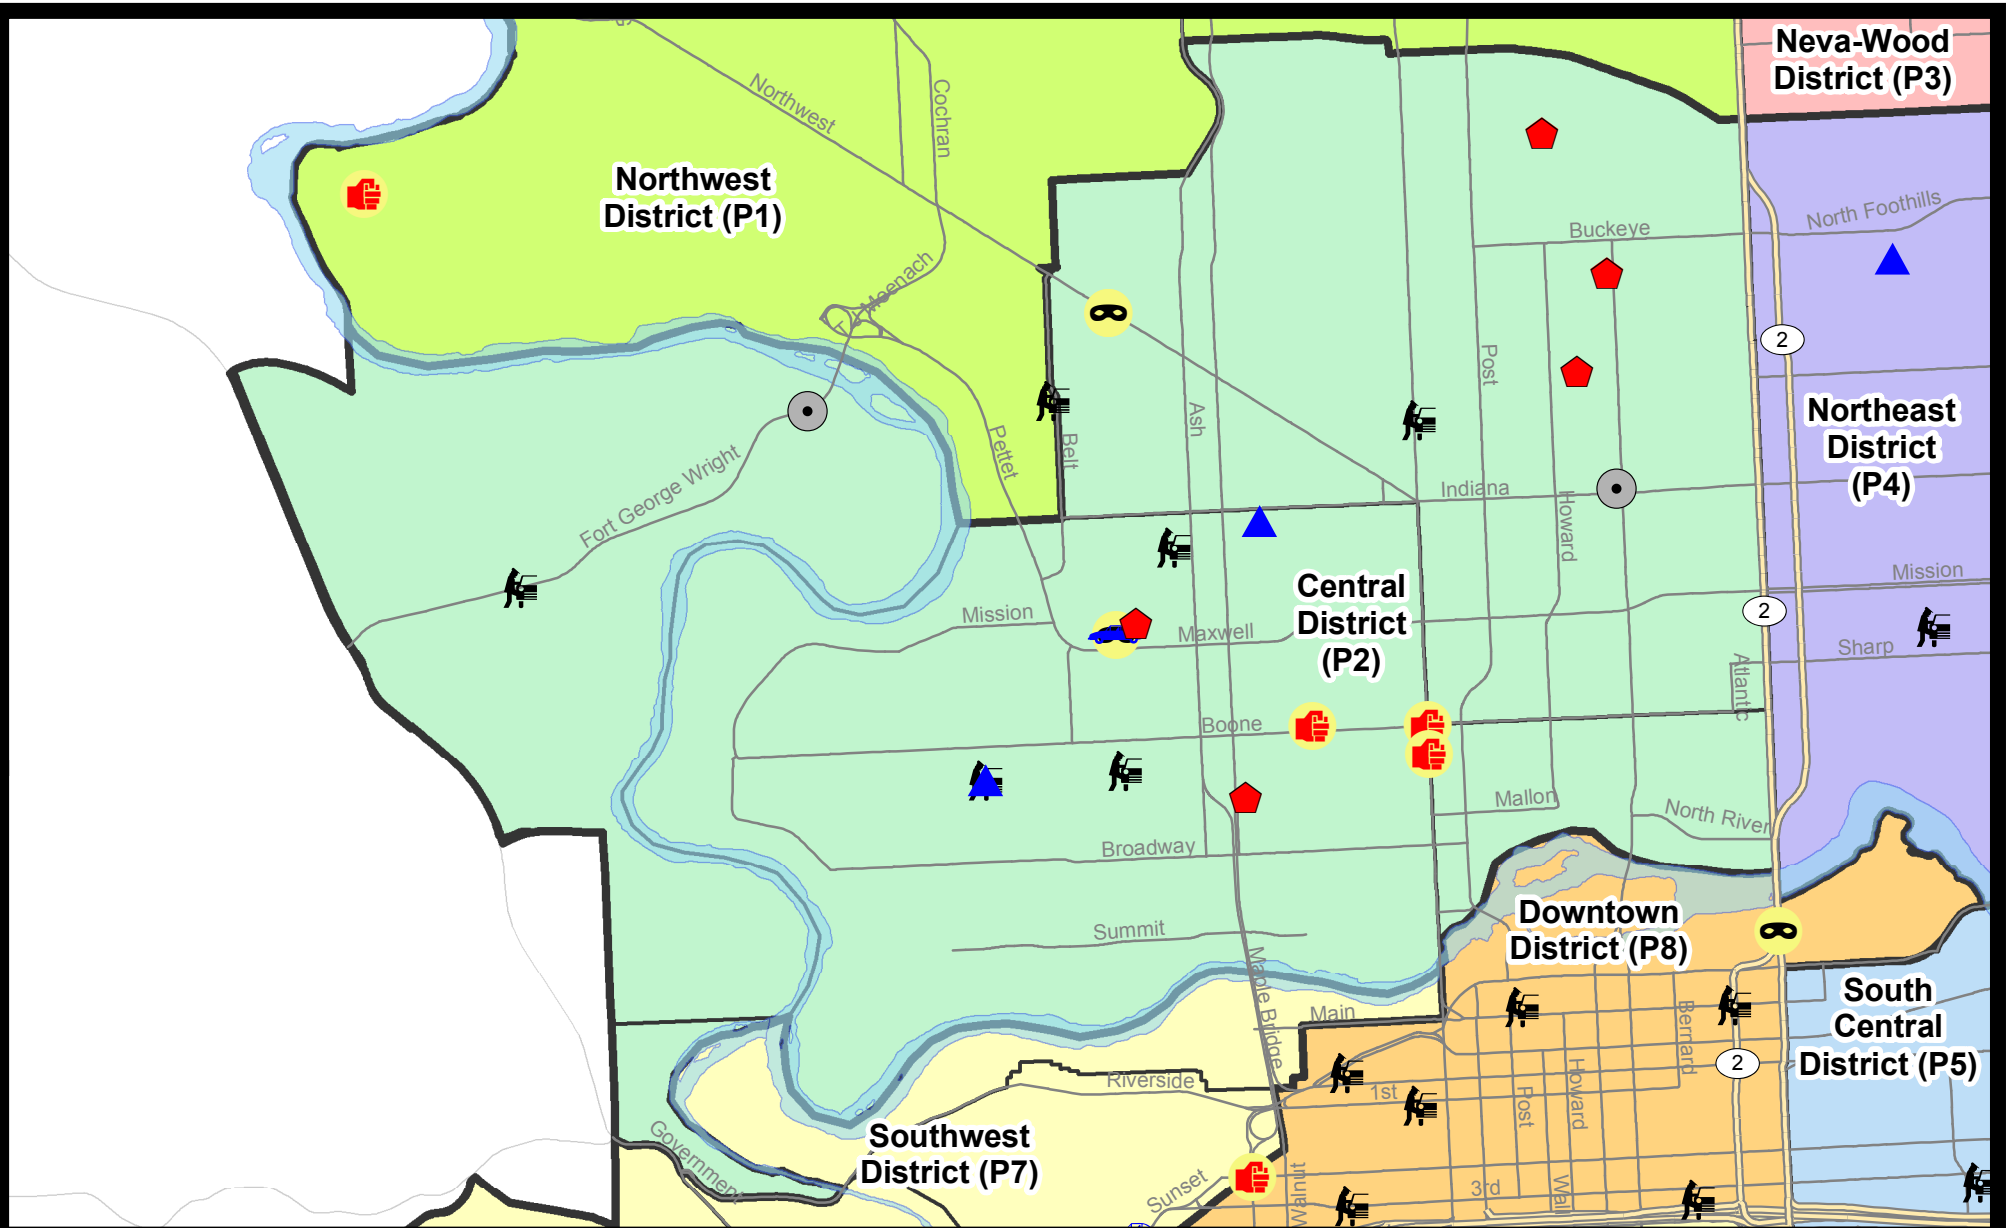 Neva-Wood
District (P3)
Northwest
Cochran
Northwest
District (P1)
North Foothills
Buckeye
T J Meenach
2
Post
Ash
Northeast
District
(P4)
Pettet
Belt
Fort George Wright
Indiana
Howard
Mission
Central
District
(P2)
2
Mission
Maxwell
Sharp
Atlantic
Boone
Mallon
North River
Broadway
Downtown
District (P8)
Summit
Maple Bridge
South
Central
District (P5)
Main
Bernard
2
Riverside
1st
Post
Howard
Southwest
District (P7)
Government
Sunset
Walnut
3rd
Wall